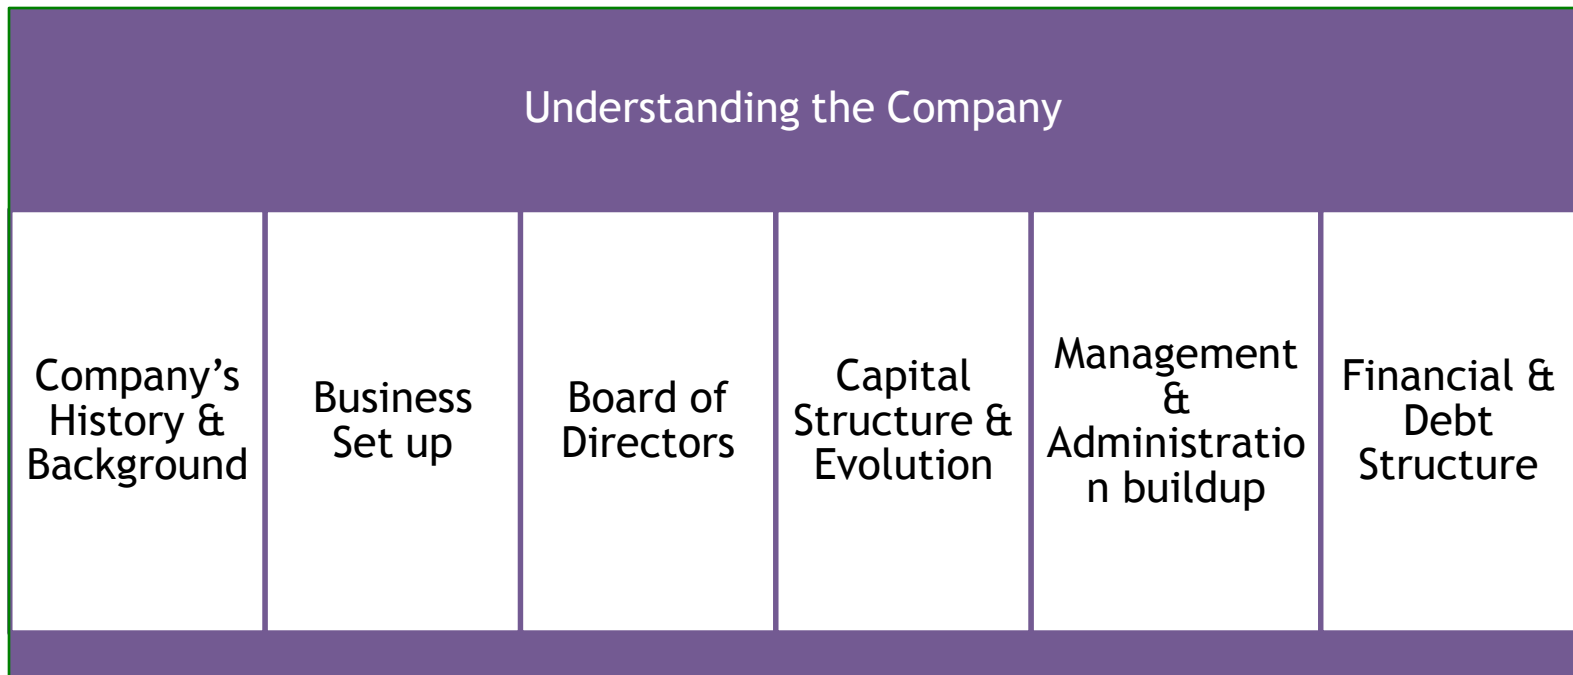 Understanding the Company
Company’s
History &
Background
Business
Set up
Board of
Directors
Capital
Structure &
Evolution
Management
&
Administratio
n buildup
Financial &
Debt
Structure